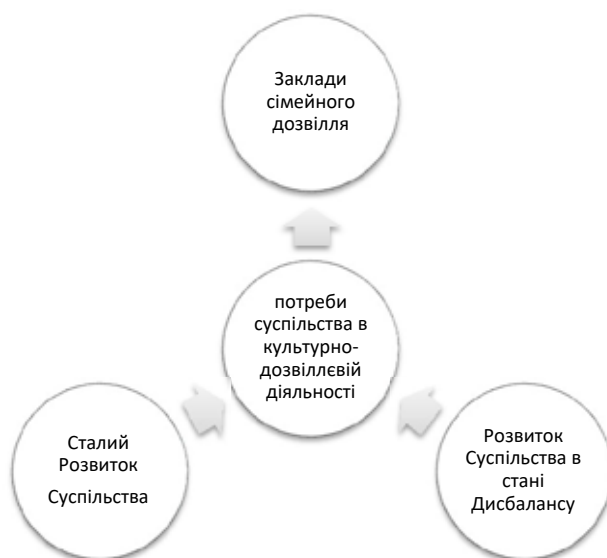 Заклади
сімейного
дозвілля
потреби
суспільства в
культурно-
дозвіллєвій
діяльності
Сталий
Розвиток
Суспільства
Розвиток
Суспільства в
стані
Дисбалансу